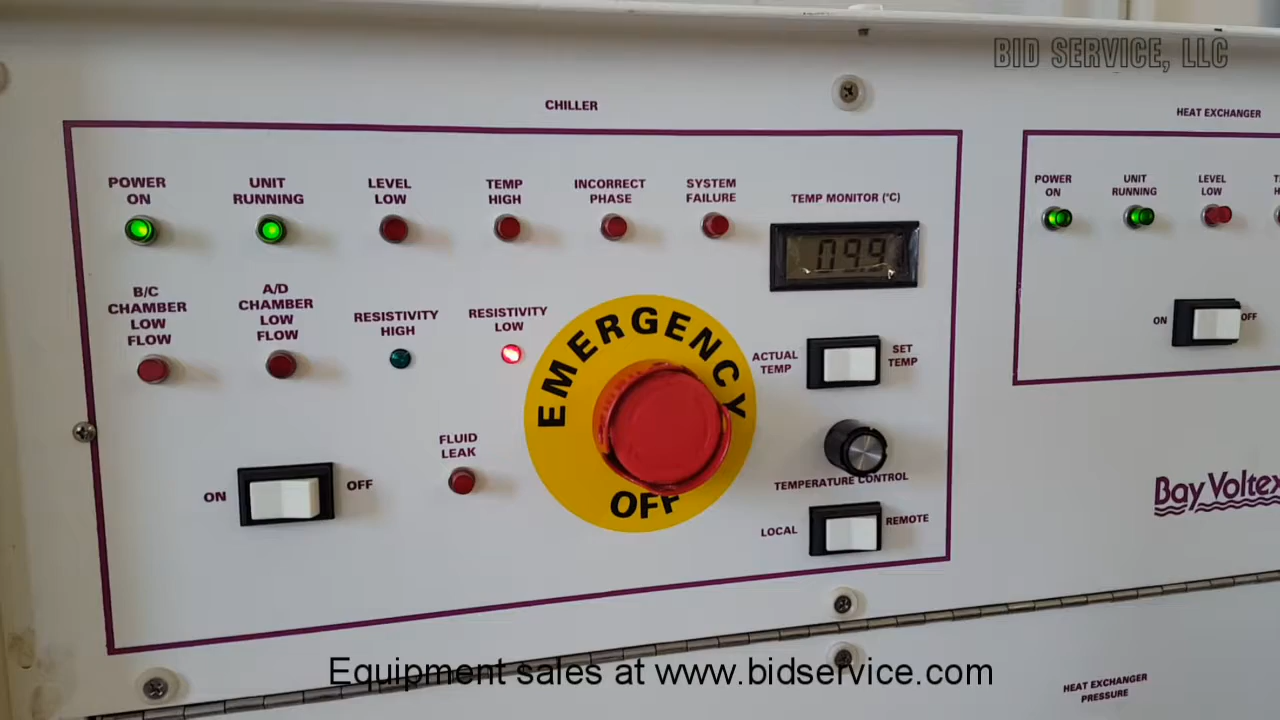 BID SERVICE, LLC
CHILLER
HEAT EXCHANGER
POWER
ON
UNIT
RUNNING
LEVEL
LOW
TEMP
HIGH
INCORRECT
PHASE
SYSTEM
FAILURE
TEMP MONITOR (°C)
09.9
POWER
ON
UNIT
RUNNING
LEVEL
LOW
B/C
CHAMBER
LOW
FLOW
A/D
CHAMBER
LOW
FLOW
RESISTIVITY
HIGH
RESISTIVITY
LOW
EMERGENCY
OFF
ACTUAL
TEMP
SET
TEMP
ON
OFF
FLUID
LEAK
ON
OFF
TEMPERATURE CONTROL
LOCAL
REMOTE
Bay Voltex
HEAT EXCHANGER
PRESSURE
Equipment sales at www.bidservice.com